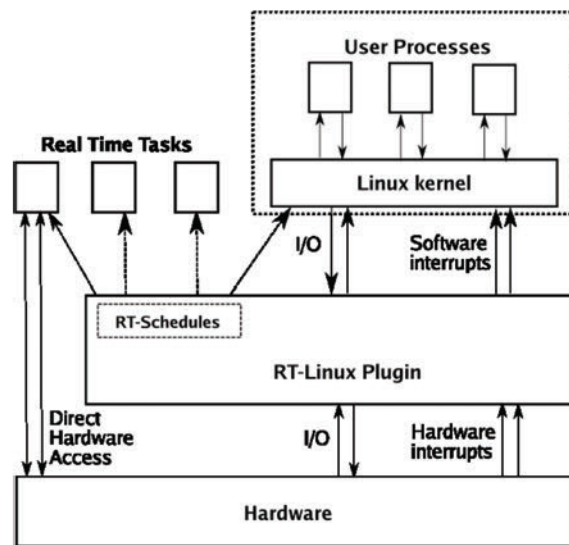 User Processes
Real Time Tasks
Linux kernel
I/O
Software
interrupts
RT-Schedules
RT-Linux Plugin
Direct
Hardware
Access
I/O
Hardware
interrupts
Hardware